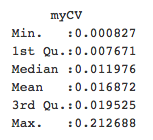 myCV
Min.   :0.000827
1st Qu.:0.007671
Median :0.011976
Mean   :0.016872
3rd Qu.:0.019525
Max.   :0.212688